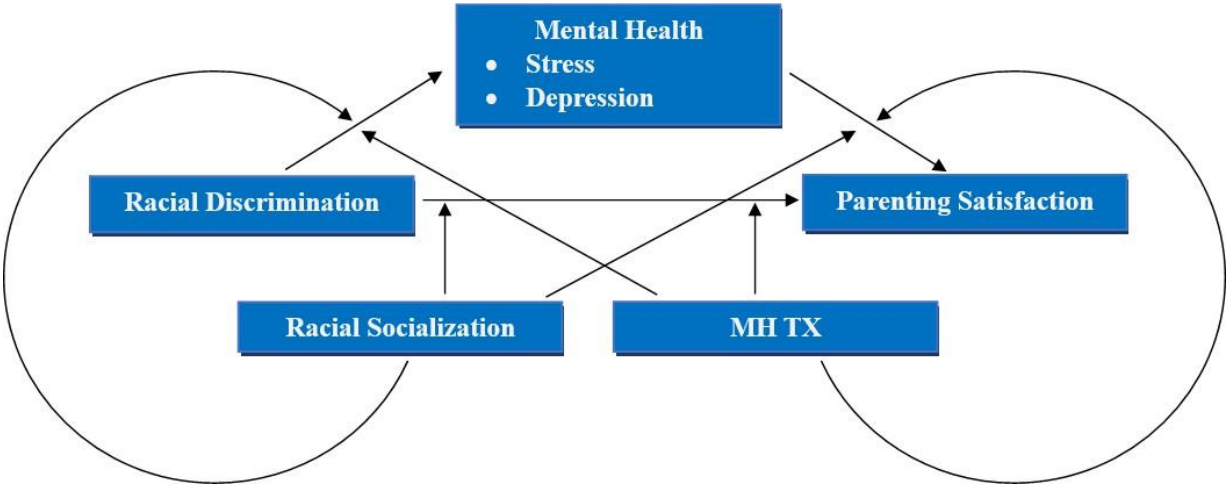 Mental Health
• Stress
• Depression
Racial Discrimination
Parenting Satisfaction
Racial Socialization
MH TX